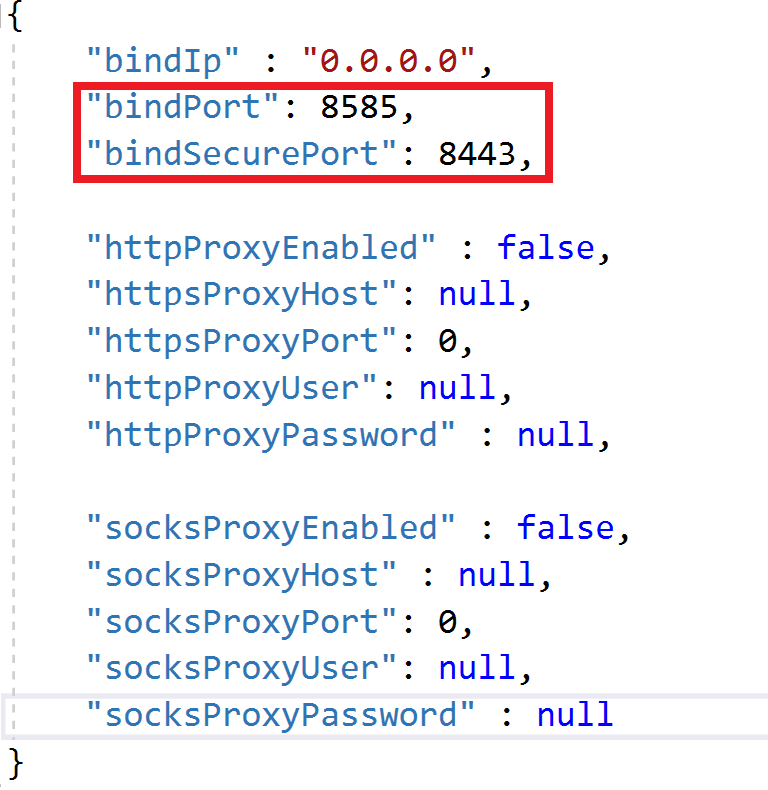 {
"bindIp" : "0.0.0.0",
"bindPort": 8585,
"bindSecurePort": 8443,
"httpProxyEnabled" : false,
"httpsProxyHost": null,
"httpsProxyPort": 0,
"httpProxyUser": null,
"httpProxyPassword" : null,
"socksProxyEnabled" : false,
"socksProxyHost" : null,
"socksProxyPort": 0,
"socksProxyUser": null,
"socksProxyPassword" : null
}